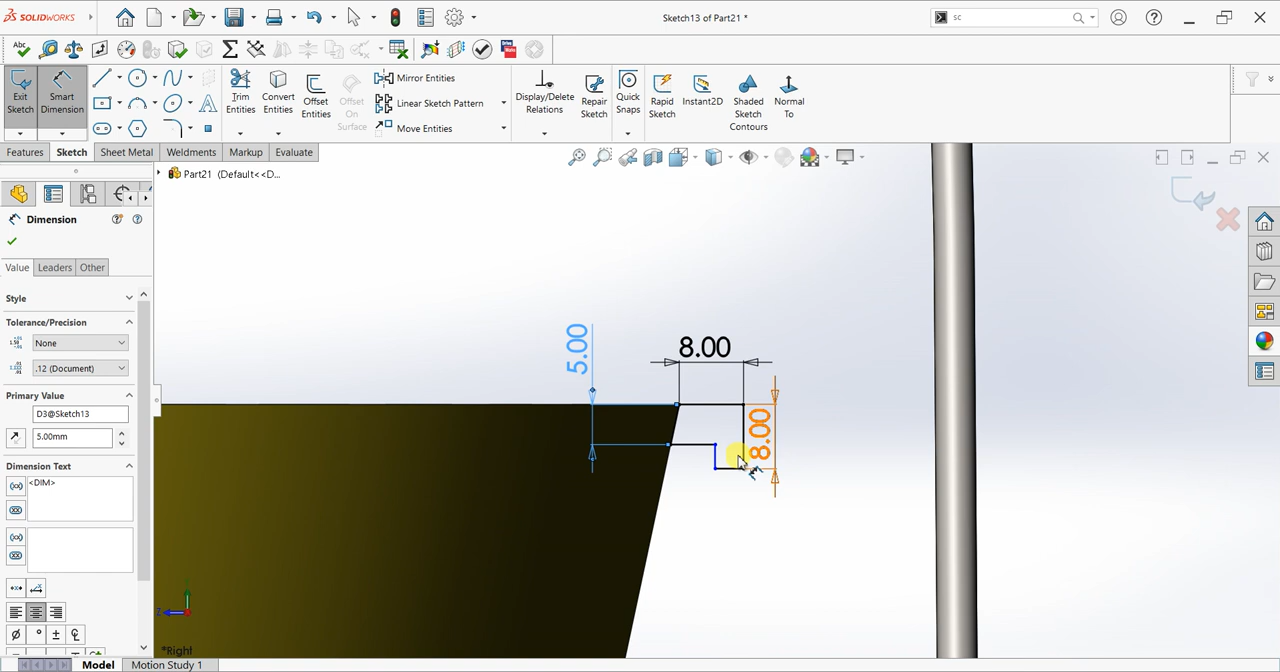 SOLIDWORKS
Sketch13 of Part21 *
sc
Exit Sketch
Smart Dimension
Trim Entities
Convert Entities
Offset Entities
Offset On Surface
Mirror Entities
Linear Sketch Pattern
Move Entities
Display/Delete Relations
Repair Sketch
Quick Snaps
Rapid Sketch
Instant2D
Shaded Sketch Contours
Normal To
Features
Sketch
Sheet Metal
Weldments
Markup
Evaluate
Part21 (Default<<D...
Dimension
Value
Leaders
Other
Style
Tolerance/Precision
None
.12 (Document)
Primary Value
D3@Sketch13
5.00mm
Dimension Text
<DIM>
5.00
8.00
8.00
Z
*Right
Model
Motion Study 1